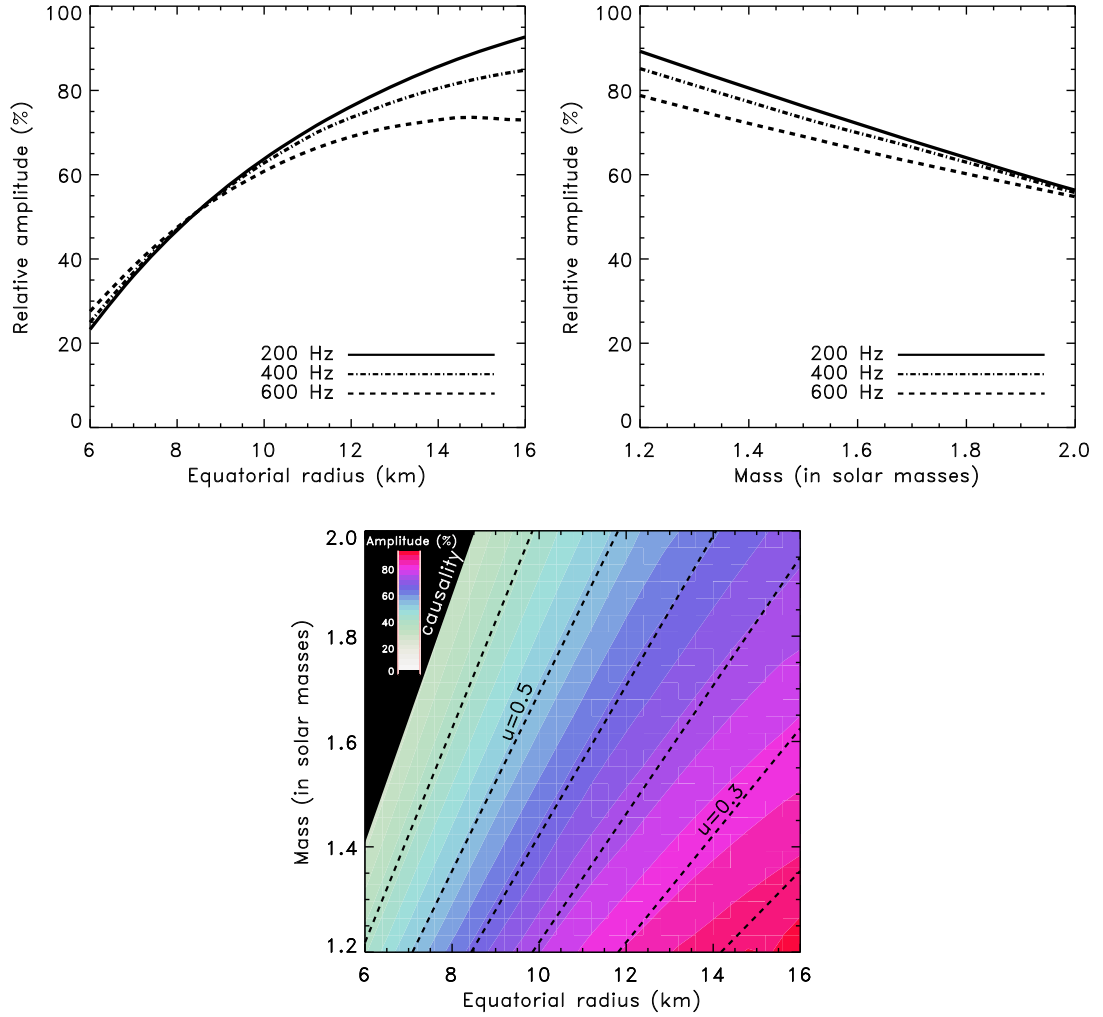 100
80
60
40
20
0
Relative amplitude (%)
200 Hz
400 Hz
600 Hz
6 8 10 12 14 16
Equatorial radius (km)
100
80
60
40
20
0
Relative amplitude (%)
200 Hz
400 Hz
600 Hz
1.2 1.4 1.6 1.8 2.0
Mass (in solar masses)
2.0
1.8
1.6
1.4
1.2
Mass (in solar masses)
Amplitude (%)
80
60
40
20
0
causality
u=0.5
u=0.3
6 8 10 12 14 16
Equatorial radius (km)